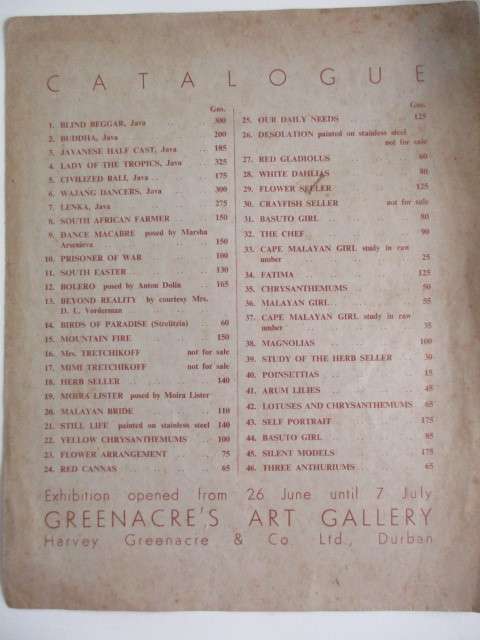 CATALOGUE
Gns.
1. BLIND BEGGAR, Java 300
2. BUDDHA, Java 200
3. JAVANESE HALF CAST, Java 185
4. LADY OF THE TROPICS, Java 325
5. CIVILIZED BALI, Java 175
6. WAJANG DANCERS, Java 300
7. LENKA, Java 275
8. SOUTH AFRICAN FARMER 150
9. DANCE MACABRE posed by Marsha
Arsenieva 150
10. PRISONER OF WAR 100
11. SOUTH EASTER 130
12. BOLERO posed by Anton Dolin 165
13. BEYOND REALITY by courtesy Mrs.
D. L. Vorderman
14. BIRDS OF PARADISE (Strelitzia) 60
15. MOUNTAIN FIRE 150
16. Mrs. TRETCHIKOFF not for sale
17. MIMI TRETCHIKOFF not for sale
18. HERB SELLER 140
19. MOIRA LISTER posed by Moira Lister
20. MALAYAN BRIDE 110
21. STILL LIFE painted on stainless steel 140
22. YELLOW CHRYSANTHEMUMS 100
23. FLOWER ARRANGEMENT 75
24. RED CANNAS 65
Gns.
25. OUR DAILY NEEDS 125
26. DESOLATION painted on stainless steel
not for sale
27. RED GLADIOLUS 60
28. WHITE DAHLIAS 80
29. FLOWER SELLER 125
30. CRAYFISH SELLER not for sale
31. BASUTO GIRL 80
32. THE CHEF 90
33. CAPE MALAYAN GIRL study in raw
umber 25
34. FATIMA 125
35. CHRYSANTHEMUMS 50
36. MALAYAN GIRL 55
37. CAPE MALAYAN GIRL study in raw
umber 35
38. MAGNOLIAS 100
39. STUDY OF THE HERB SELLER 30
40. POINSETTIAS 15
41. ARUM LILIES 45
42. LOTUSES AND CHRYSANTHEMUMS 65
43. SELF PORTRAIT 175
44. BASUTO GIRL 85
45. SILENT MODELS 175
46. THREE ANTHURIUMS 65
Exhibition opened from 26 June until 7 July
GREENACRE'S ART GALLERY
Harvey Greenacre & Co. Ltd., Durban